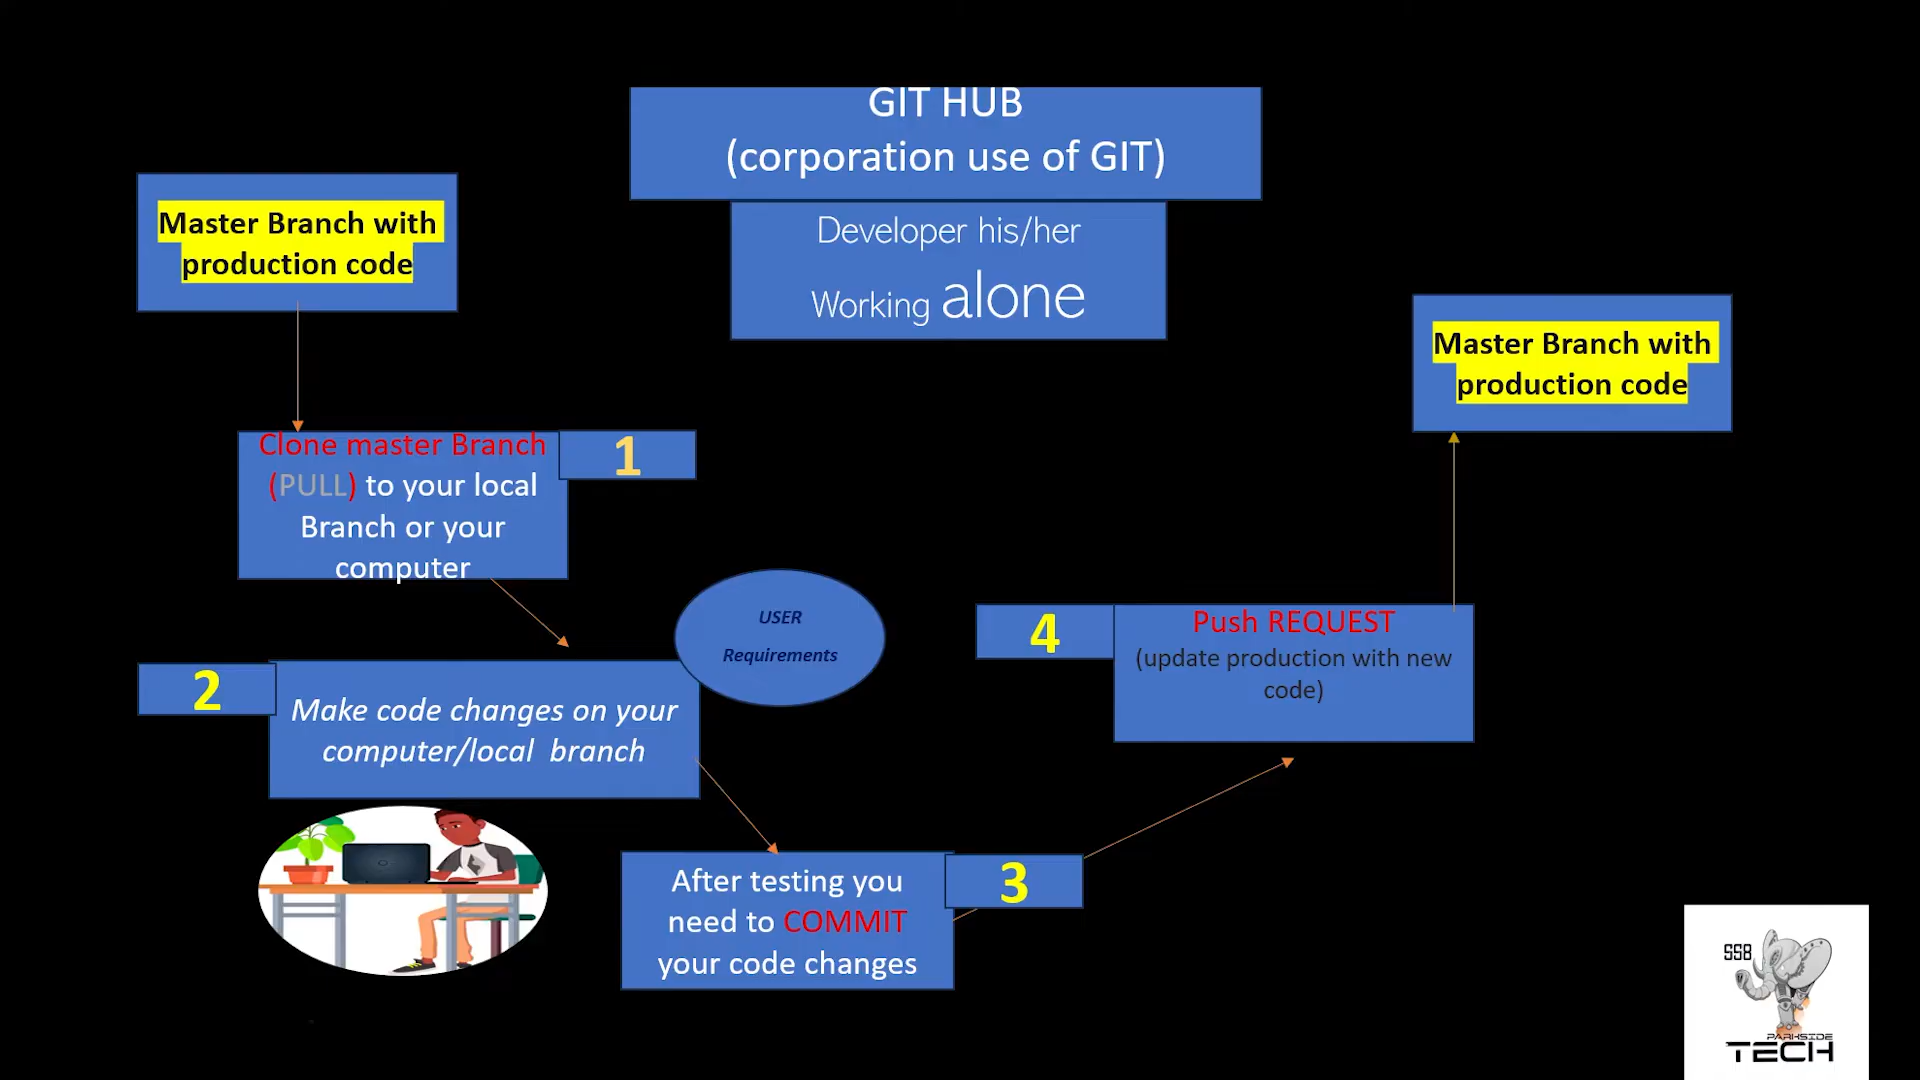 GIT HUB
(corporation use of GIT)
Developer his/her
Working alone
Master Branch with
production code
Master Branch with
production code
Clone master Branch
(PULL) to your local
Branch or your
computer
1
USER
Requirements
2
Make code changes on your
computer/local branch
After testing you
need to COMMIT
your code changes
3
4
Push REQUEST
(update production with new
code)
SSB
PARKSIDE
TECH